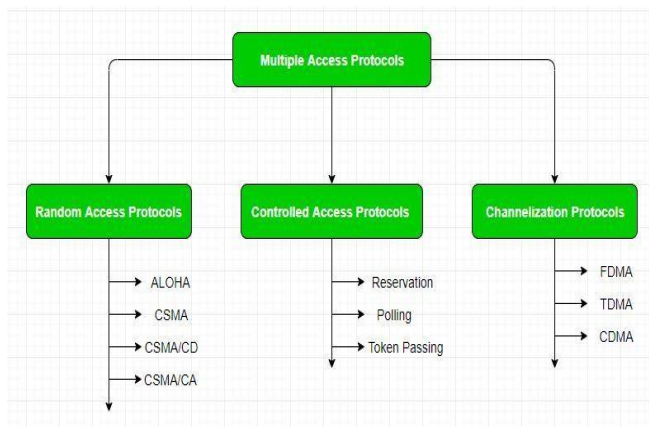 Multiple Access Protocols
Random Access Protocols
Controlled Access Protocols
Channelization Protocols
ALOHA
CSMA
CSMA/CD
CSMA/CA
Reservation
Polling
Token Passing
FDMA
TDMA
CDMA